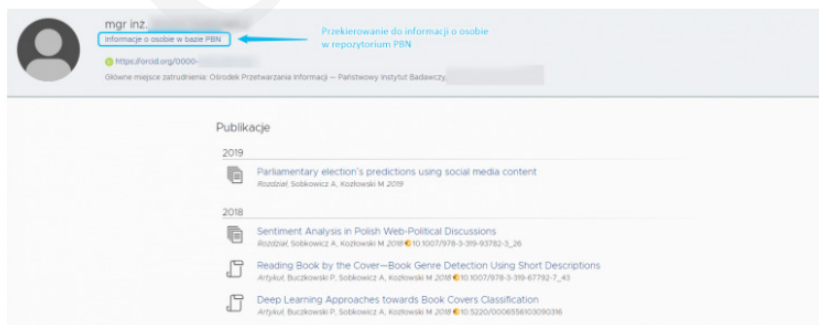 mgr inż.
Informacje o osobie w bazie PBN
Przekierowanie do informacji o osobie
w repozytorium PBN
https://orcid.org/0000-
Główne miejsce zatrudnienia: Ośrodek Przetwarzania Informacji – Państwowy Instytut Badawczy,
Publikacje
2019
Parliamentary election's predictions using social media content
Rozdział, Sobkowicz A, Kozłowski M 2019
2018
Sentiment Analysis in Polish Web-Political Discussions
Rozdział, Sobkowicz A, Kozłowski M 2018 10.1007/978-3-319-93782-3_26
Reading Book by the Cover—Book Genre Detection Using Short Descriptions
Artykuł, Buczkowski P, Sobkowicz A, Kozłowski M 2018 10.1007/978-3-319-67792-7_43
Deep Learning Approaches towards Book Covers Classification
Artykuł, Buczkowski P, Sobkowicz A, Kozłowski M 2018 10.5220/0006556103090316